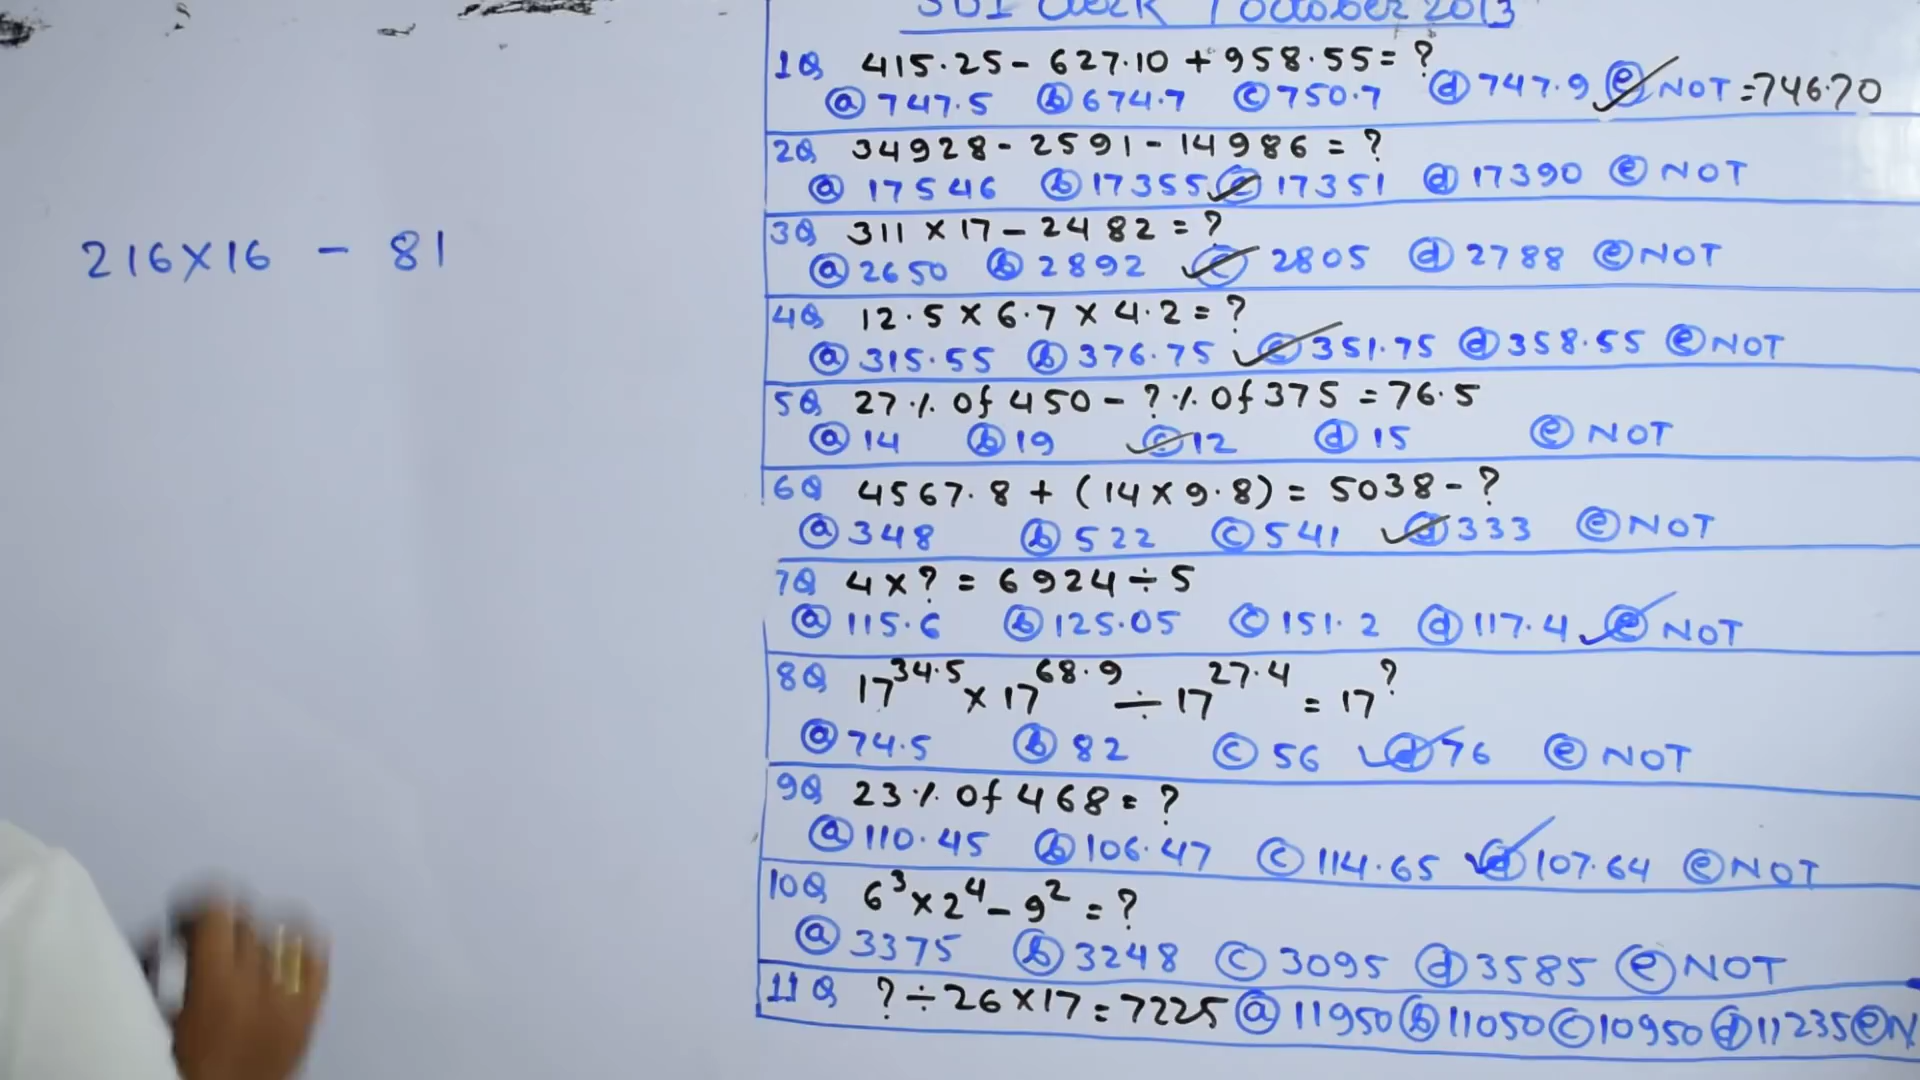 SBI Clerk 7 October 2013
1Q 415.25 - 627.10 + 958.55 = ?
ⓐ 747.5 ⓑ 674.7 ⓒ 750.7 ⓓ 747.9 ⓔ NOT = 746.70
2Q 34928 - 2591 - 14986 = ?
ⓐ 17546 ⓑ 17355 ⓒ 17351 ⓓ 17390 ⓔ NOT
3Q 311 × 17 - 2482 = ?
ⓐ 2650 ⓑ 2892 ⓒ 2805 ⓓ 2788 ⓔ NOT
216×16 - 81
4Q 12.5 × 6.7 × 4.2 = ?
ⓐ 315.55 ⓑ 376.75 ⓒ 351.75 ⓓ 358.55 ⓔ NOT
5Q 27% of 450 - ?% of 375 = 76.5
ⓐ 14 ⓑ 19 ⓒ 12 ⓓ 15 ⓔ NOT
6Q 4567.8 + (14 × 9.8) = 5038 - ?
ⓐ 348 ⓑ 522 ⓒ 541 ⓓ 333 ⓔ NOT
7Q 4 × ? = 6924 ÷ 5
ⓐ 115.6 ⓑ 125.05 ⓒ 151.2 ⓓ 117.4 ⓔ NOT
8Q 17^34.5 × 17^68.9 ÷ 17^27.4 = 17^?
ⓐ 74.5 ⓑ 82 ⓒ 56 ⓓ 76 ⓔ NOT
9Q 23% of 468 = ?
ⓐ 110.45 ⓑ 106.47 ⓒ 114.65 ⓓ 107.64 ⓔ NOT
10Q 6³ × 2⁴ - 9² = ?
ⓐ 3375 ⓑ 3248 ⓒ 3095 ⓓ 3585 ⓔ NOT
11Q ? ÷ 26 × 17 = 7225 ⓐ 11950 ⓑ 11050 ⓒ 10950 ⓓ 11235 ⓔ N